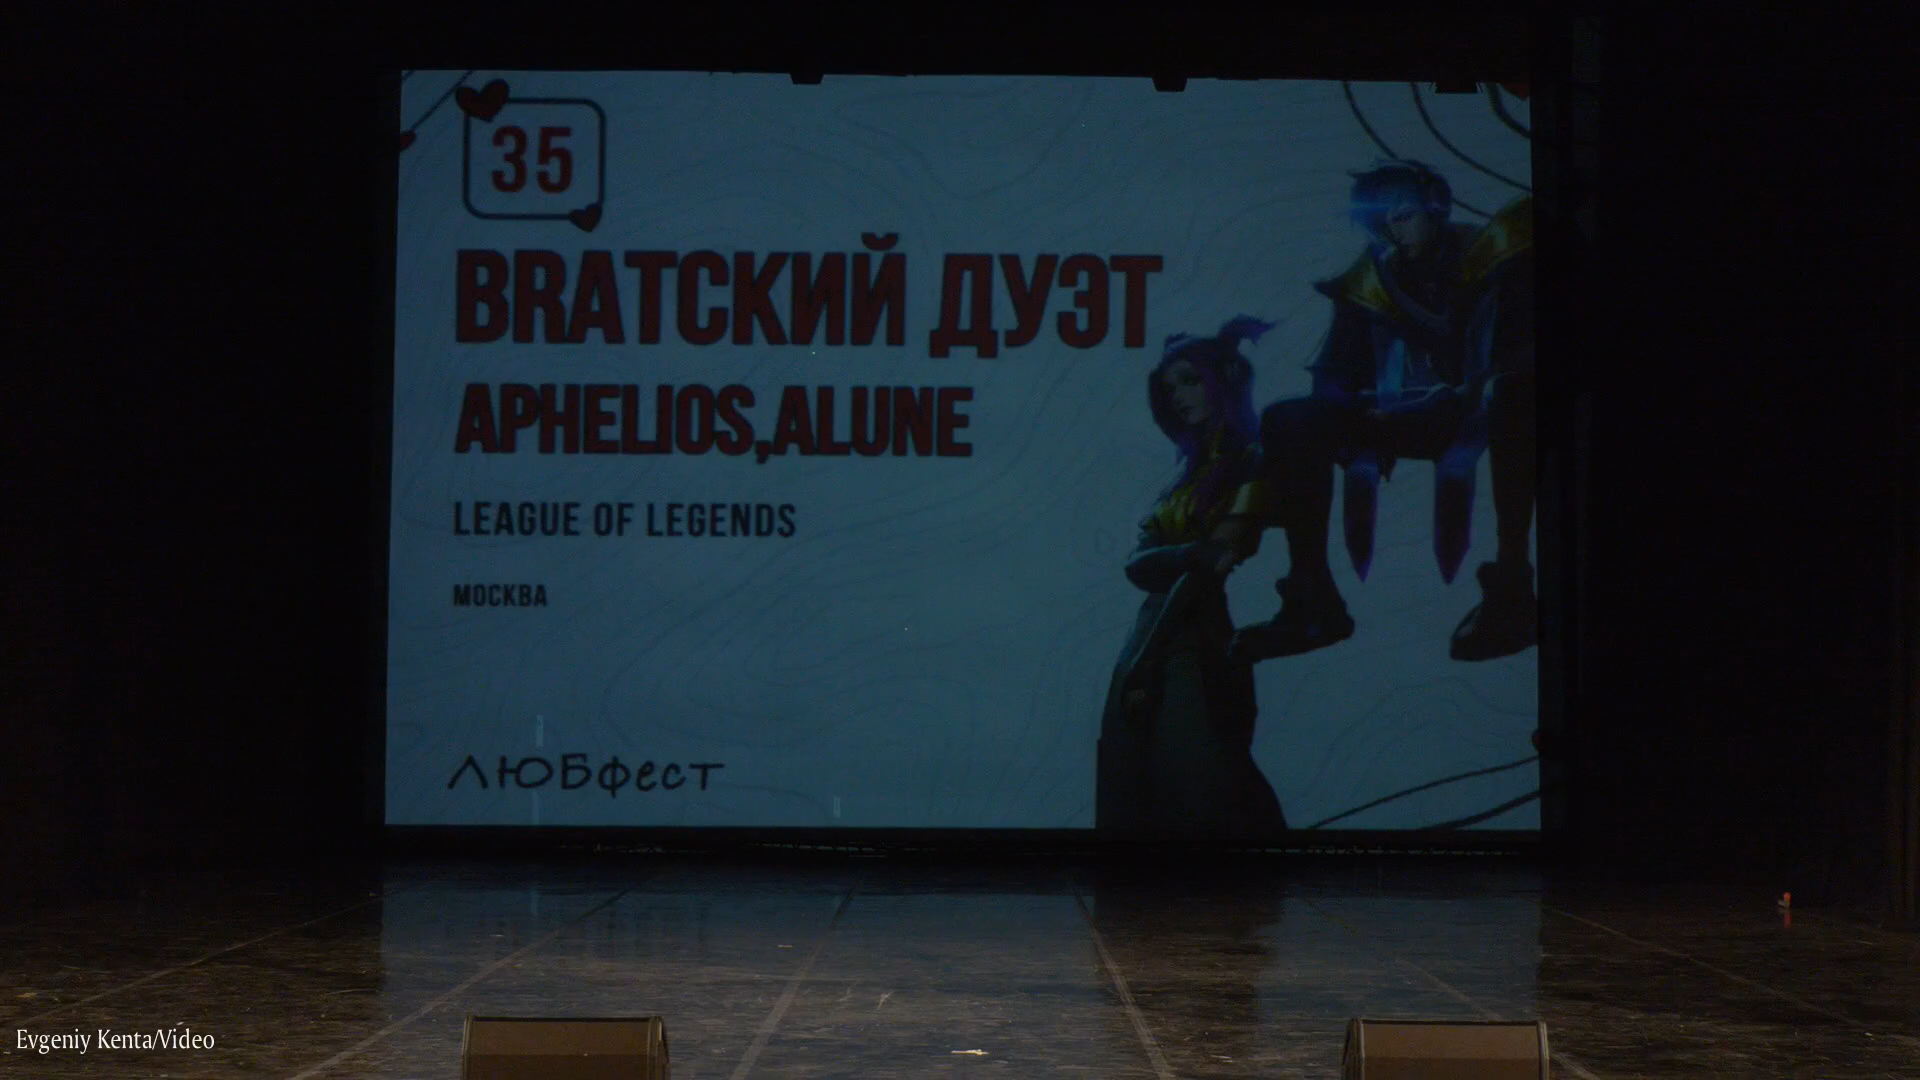 35
BRATСКИЙ ДУЭТ
APHELIOS,ALUNE
LEAGUE OF LEGENDS
МОСКВА
ЛЮБфест
Evgeniy Kenta/Video